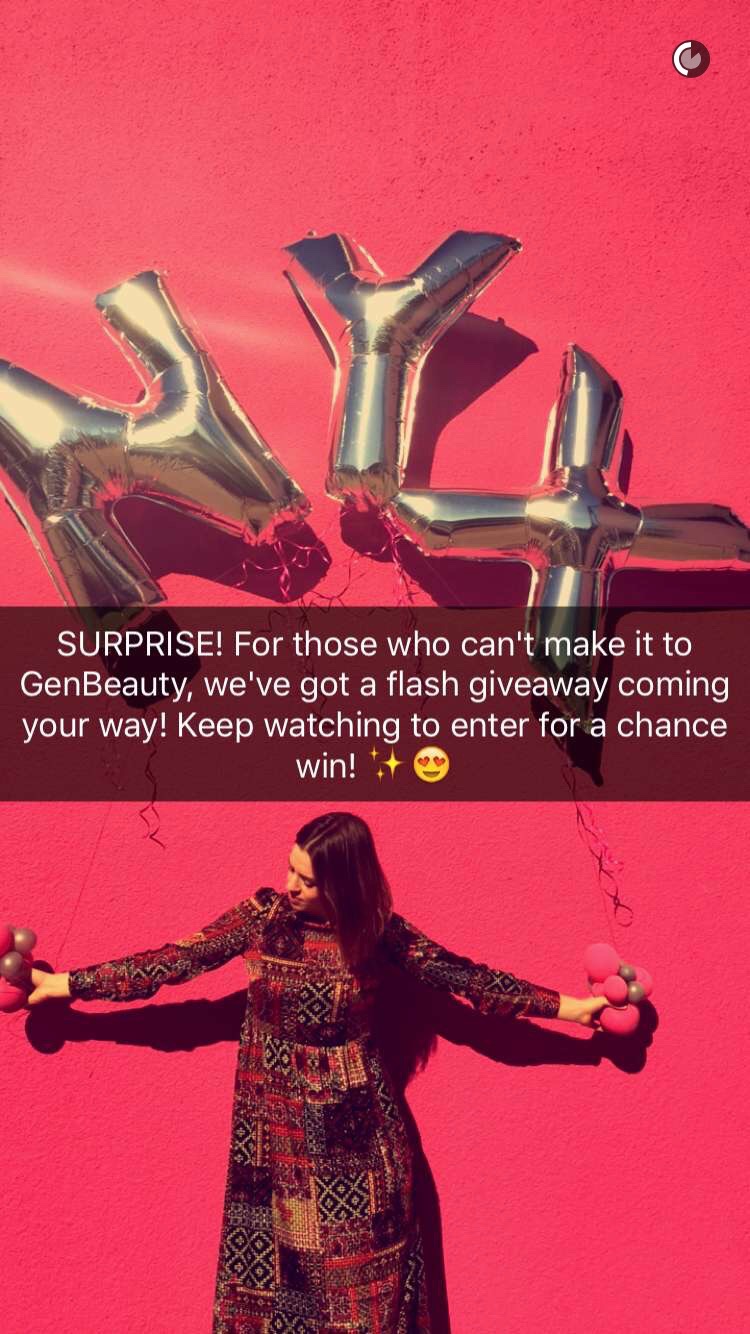 NYX
SURPRISE! For those who can't make it to
GenBeauty, we've got a flash giveaway coming
your way! Keep watching to enter for a chance
win! ✨😍